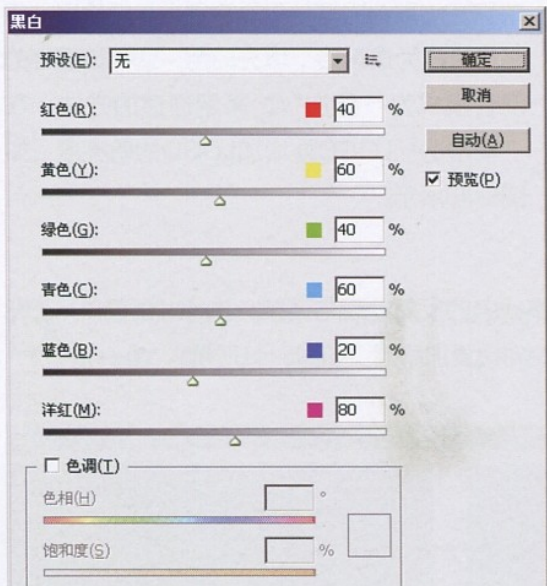 黑白
预设(E): 无
确定
取消
自动(A)
预览(P)
红色(R): 40 %
黄色(Y): 60 %
绿色(G): 40 %
青色(C): 60 %
蓝色(B): 20 %
洋红(M): 80 %
色调(T)
色相(H) °
饱和度(S) %